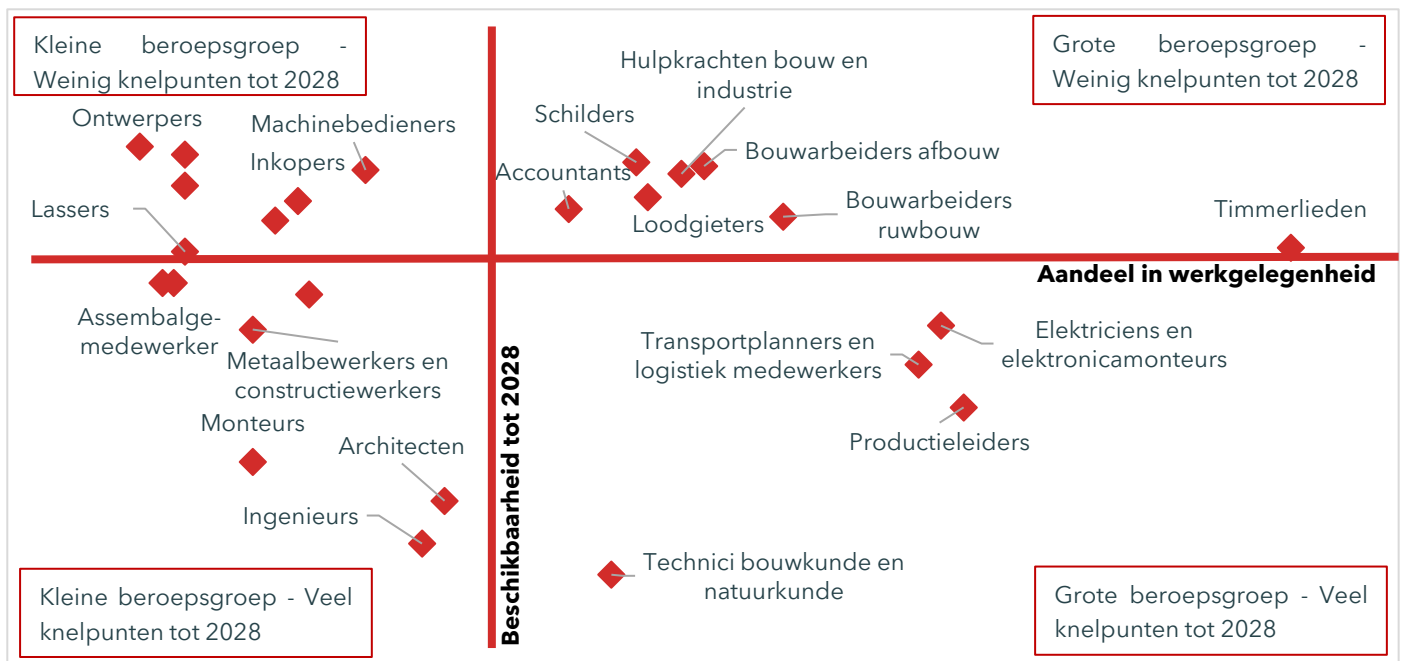 Kleine beroepsgroep -
Weinig knelpunten tot 2028
Grote beroepsgroep -
Weinig knelpunten tot 2028
Hulpkrachten bouw en
industrie
Ontwerpers
Machinebedieners
Schilders
Inkopers
Bouwarbeiders afbouw
Accountants
Lassers
Loodgieters
Bouwarbeiders
ruwbouw
Timmerlieden
Aandeel in werkgelegenheid
Assembalge-
medewerker
Metaalbewerkers en
constructiewerkers
Beschikbaarheid tot 2028
Transportplanners en
logistiek medewerkers
Elektriciens en
elektronicamonteurs
Monteurs
Architecten
Productieleiders
Ingenieurs
Technici bouwkunde en
natuurkunde
Kleine beroepsgroep - Veel
knelpunten tot 2028
Grote beroepsgroep - Veel
knelpunten tot 2028